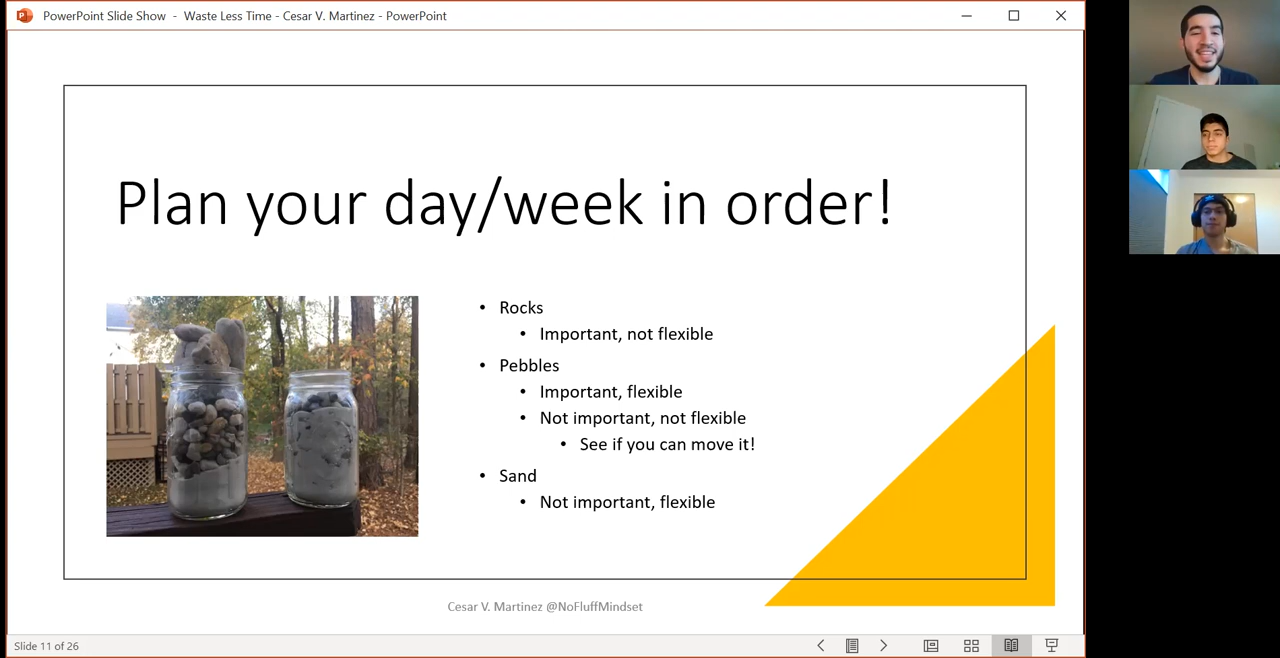 PowerPoint Slide Show - Waste Less Time - Cesar V. Martinez - PowerPoint
Plan your day/week in order!
• Rocks
• Important, not flexible
• Pebbles
• Important, flexible
• Not important, not flexible
• See if you can move it!
• Sand
• Not important, flexible
Cesar V. Martinez @NoFluffMindset
Slide 11 of 26